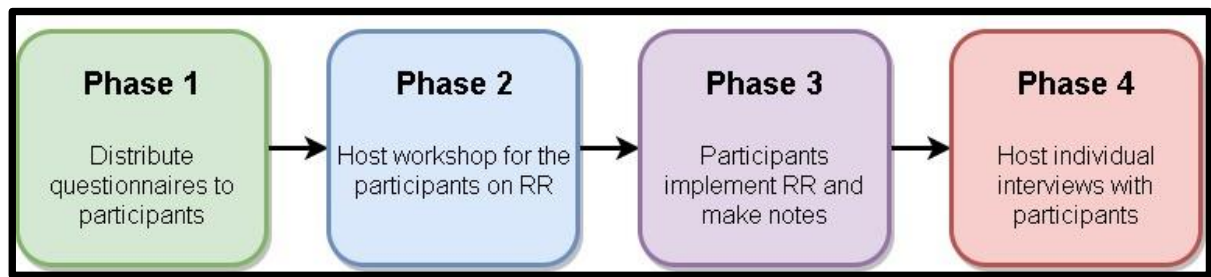 Phase 1
Distribute
questionnaires to
participants
Phase 2
Host workshop for the
participants on RR
Phase 3
Participants
implement RR and
make notes
Phase 4
Host individual
interviews with
participants